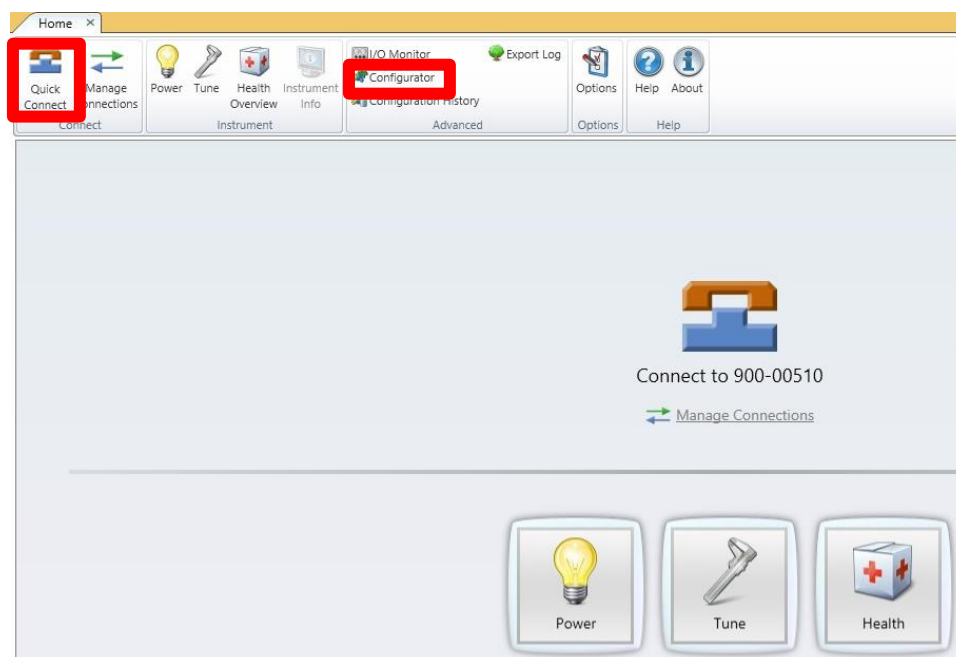 Home ×
I/O Monitor
Export Log
Configurator
Configuration History
Quick
Connect
Manage
Connections
Power
Tune
Health
Overview
Instrument
Info
Options
Help
About
Connect
Instrument
Advanced
Options
Help
Connect to 900-00510
Manage Connections
Power
Tune
Health